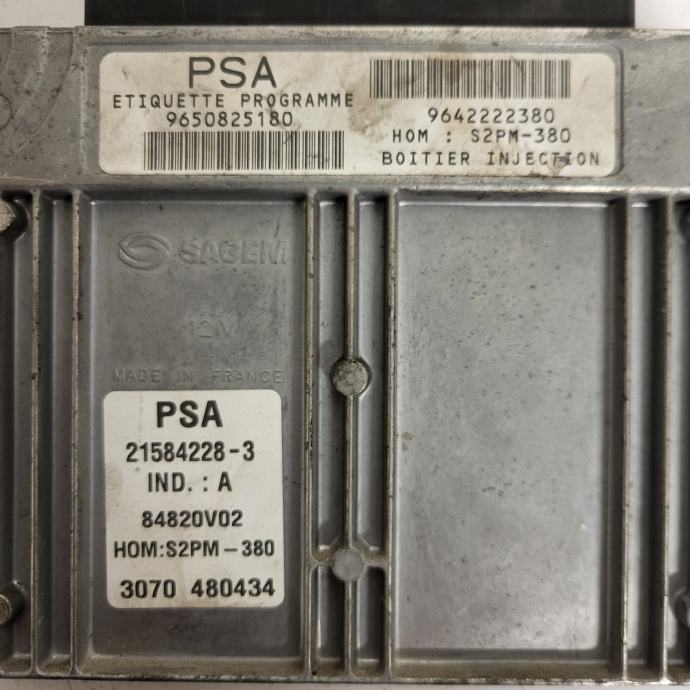 PSA
ETIQUETTE PROGRAMME
9650825180
9642222380
HOM : S2PM-380
BOITIER INJECTION
SAGEM
12V
MADE IN FRANCE
PSA
21584228-3
IND. : A
84820V02
HOM:S2PM-380
3070 480434